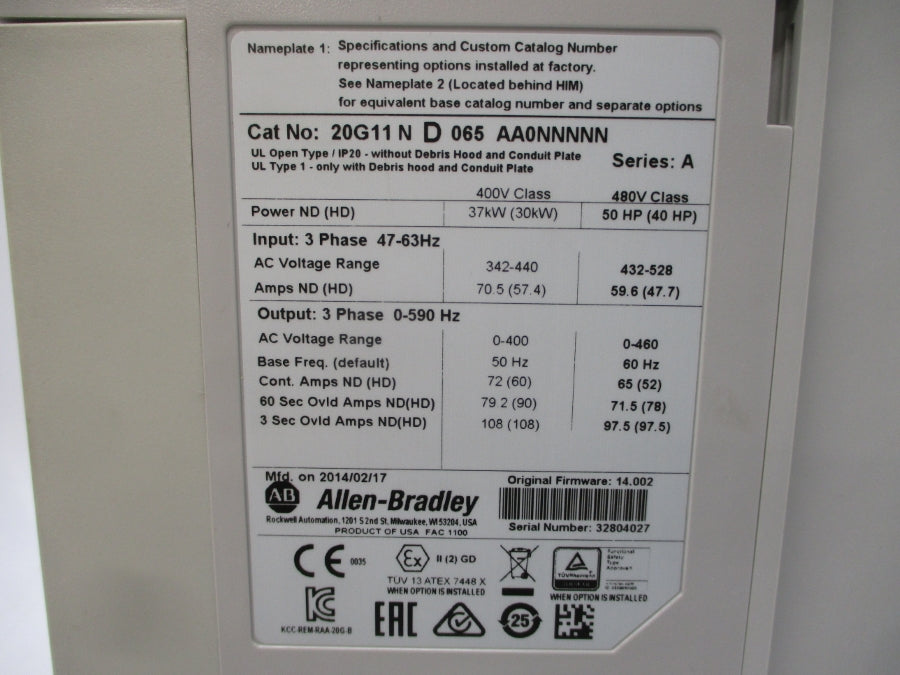 Nameplate 1: Specifications and Custom Catalog Number
representing options installed at factory.
See Nameplate 2 (Located behind HIM)
for equivalent base catalog number and separate options
Cat No: 20G11 N D 065 AA0NNNNN
UL Open Type / IP20 - without Debris Hood and Conduit Plate
UL Type 1 - only with Debris hood and Conduit Plate
Series: A
400V Class 480V Class
Power ND (HD) 37kW (30kW) 50 HP (40 HP)
Input: 3 Phase 47-63Hz
AC Voltage Range 342-440 432-528
Amps ND (HD) 70.5 (57.4) 59.6 (47.7)
Output: 3 Phase 0-590 Hz
AC Voltage Range 0-400 0-460
Base Freq. (default) 50 Hz 60 Hz
Cont. Amps ND (HD) 72 (60) 65 (52)
60 Sec Ovld Amps ND(HD) 79.2 (90) 71.5 (78)
3 Sec Ovld Amps ND(HD) 108 (108) 97.5 (97.5)
Mfd. on 2014/02/17
Original Firmware: 14.002
AB Allen-Bradley
Rockwell Automation, 1201 S 2nd St, Milwaukee, WI 53204, USA
PRODUCT OF USA FAC 1100
Serial Number: 32804027
CE 0035
Ex II (2) GD
TUV 13 ATEX 7448 X
WHEN OPTION IS INSTALLED
TÜVRheinland
Functional
Safety
Type
Approved
WHEN OPTION IS INSTALLED
KC
KCC-REM-RAA-20G-B
EAC
25